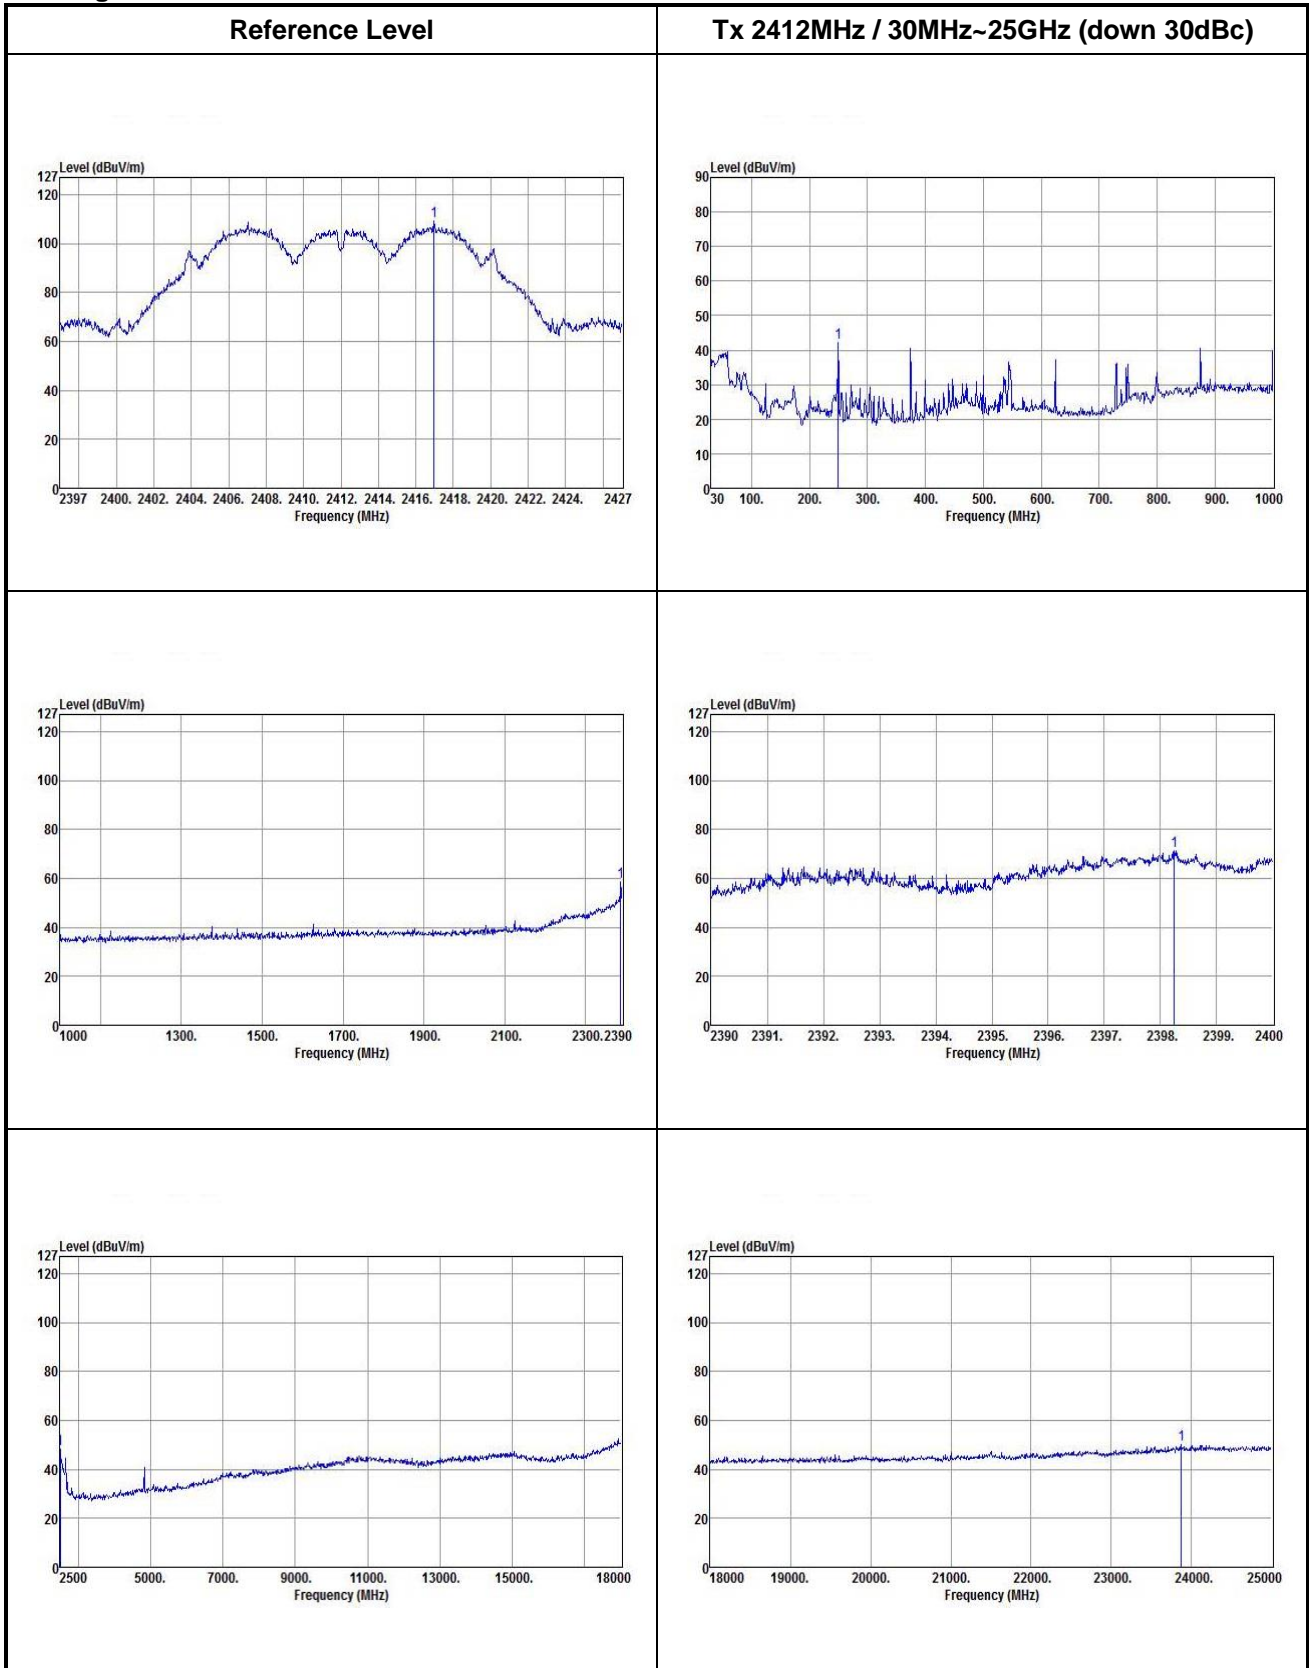 Reference Level
Tx 2412MHz / 30MHz~25GHz (down 30dBc)
Level (dBuV/m)
127
120
100
80
60
40
20
0
1
2397 2400. 2402. 2404. 2406. 2408. 2410. 2412. 2414. 2416. 2418. 2420. 2422. 2424. 2427
Frequency (MHz)
Level (dBuV/m)
90
80
70
60
50
40
30
20
10
0
1
30 100. 200. 300. 400. 500. 600. 700. 800. 900. 1000
Frequency (MHz)
Level (dBuV/m)
127
120
100
80
60
40
20
0
1
1000 1300. 1500. 1700. 1900. 2100. 2300. 2390
Frequency (MHz)
Level (dBuV/m)
127
120
100
80
60
40
20
0
1
2390 2391. 2392. 2393. 2394. 2395. 2396. 2397. 2398. 2399. 2400
Frequency (MHz)
Level (dBuV/m)
127
120
100
80
60
40
20
0
2500 5000. 7000. 9000. 11000. 13000. 15000. 18000
Frequency (MHz)
Level (dBuV/m)
127
120
100
80
60
40
20
0
1
18000 19000. 20000. 21000. 22000. 23000. 24000. 25000
Frequency (MHz)